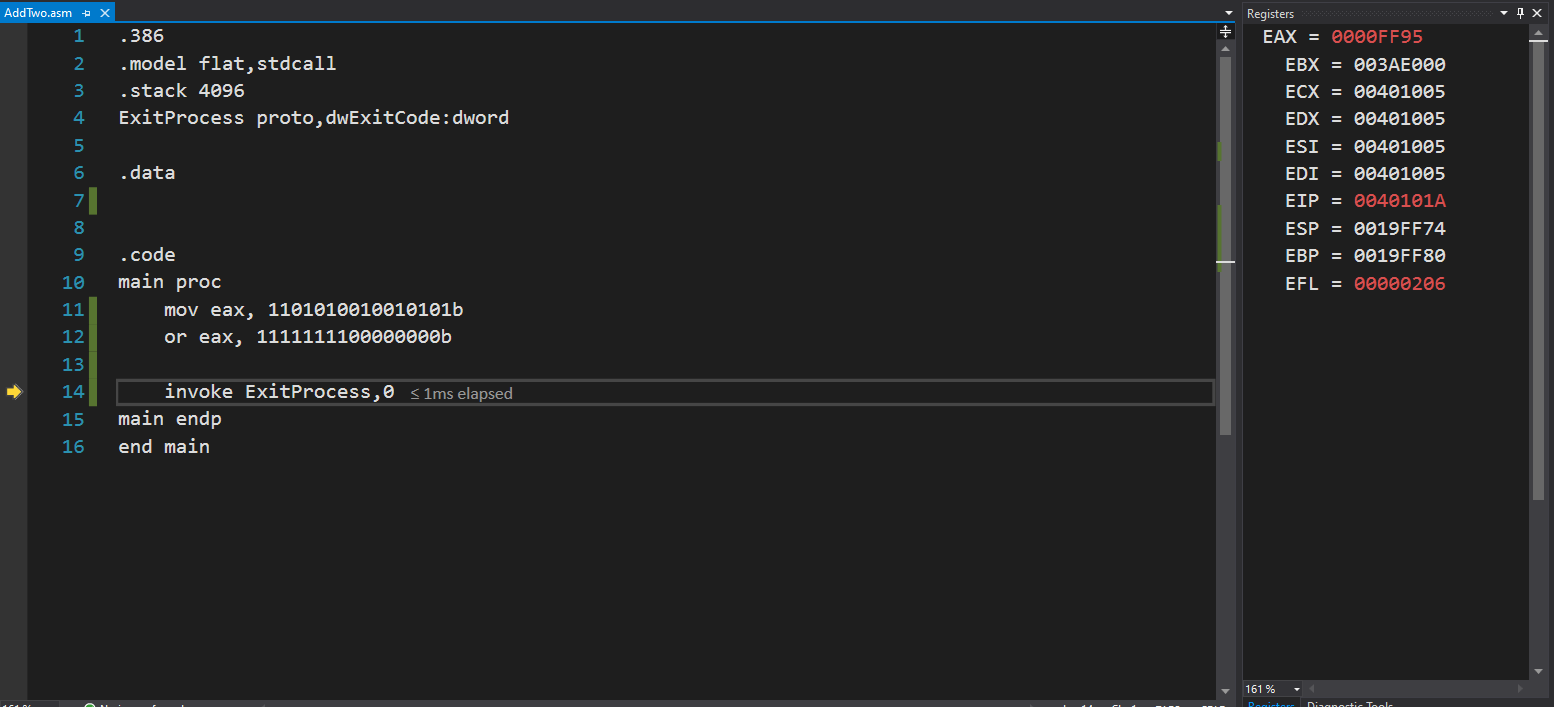 AddTwo.asm
1 .386
2 .model flat,stdcall
3 .stack 4096
4 ExitProcess proto,dwExitCode:dword
5
6 .data
7
8
9 .code
10 main proc
11 mov eax, 1101010010010101b
12 or eax, 1111111100000000b
13
14 invoke ExitProcess,0 ≤ 1ms elapsed
15 main endp
16 end main
Registers
EAX = 0000FF95
EBX = 003AE000
ECX = 00401005
EDX = 00401005
ESI = 00401005
EDI = 00401005
EIP = 0040101A
ESP = 0019FF74
EBP = 0019FF80
EFL = 00000206
161 %
Registers Diagnostic Tools